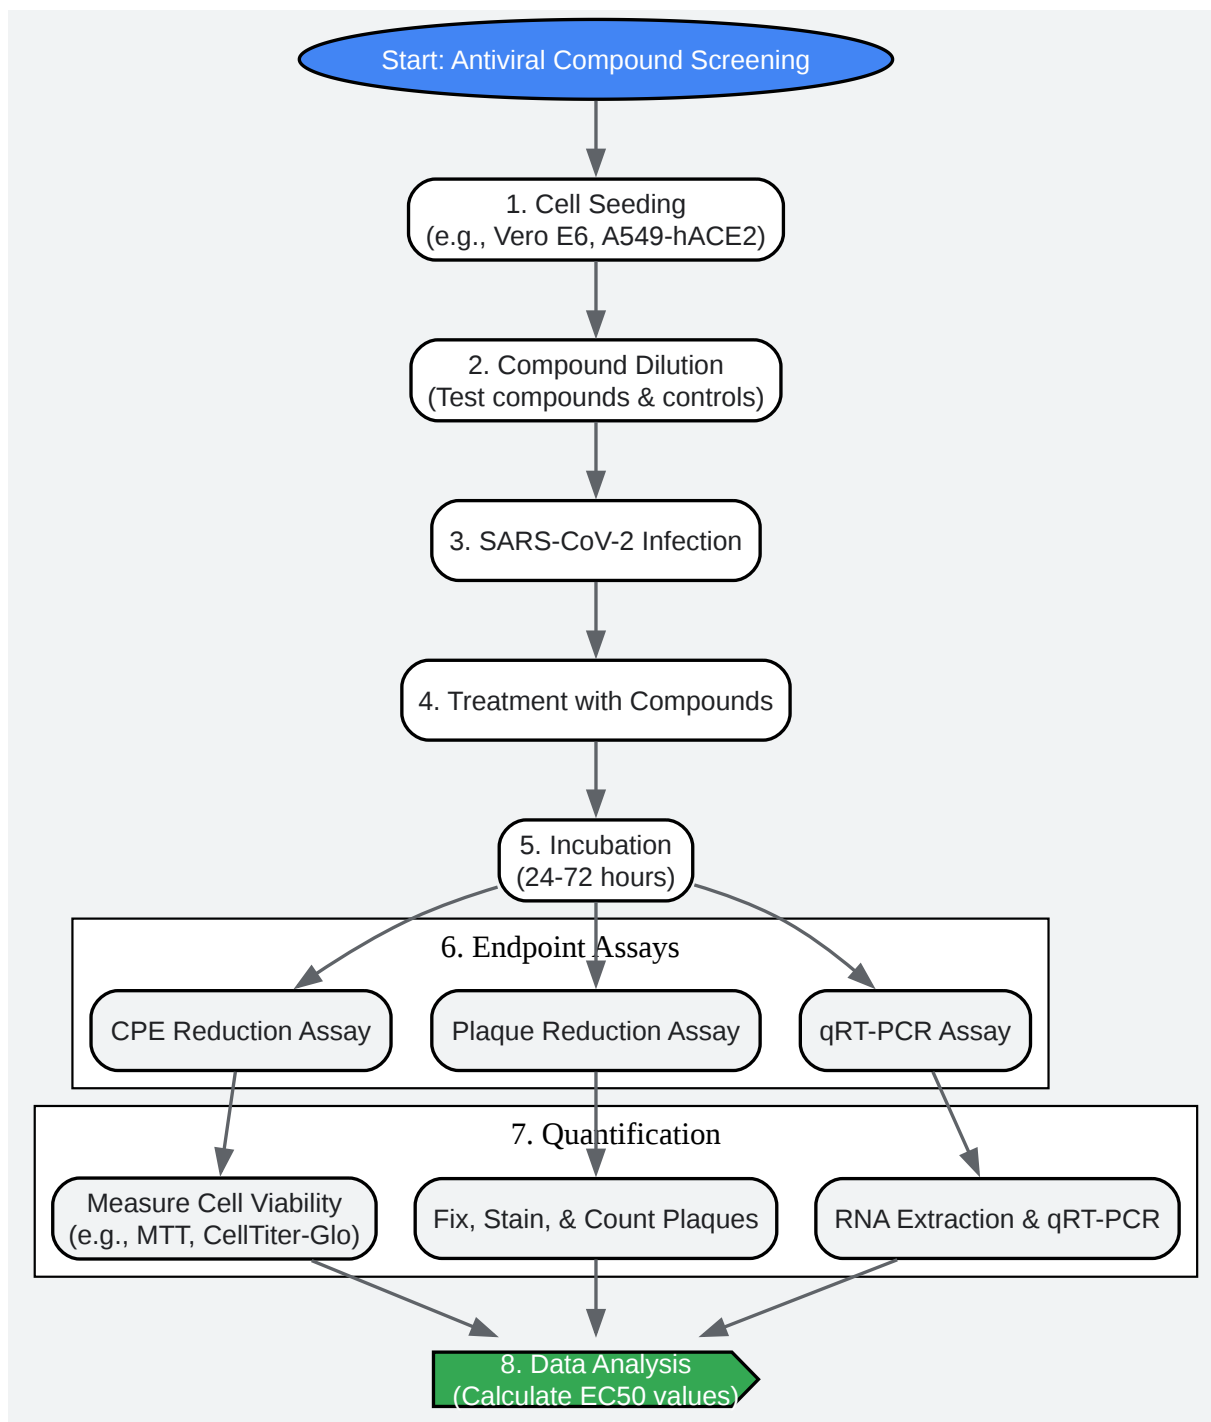 Start: Antiviral Compound Screening
1. Cell Seeding
(e.g., Vero E6, A549-hACE2)
2. Compound Dilution
(Test compounds & controls)
3. SARS-CoV-2 Infection
4. Treatment with Compounds
5. Incubation
(24-72 hours)
6. Endpoint Assays
CPE Reduction Assay
Plaque Reduction Assay
qRT-PCR Assay
7. Quantification
Measure Cell Viability
(e.g., MTT, CellTiter-Glo)
Fix, Stain, & Count Plaques
RNA Extraction & qRT-PCR
8. Data Analysis
(Calculate EC50 values)